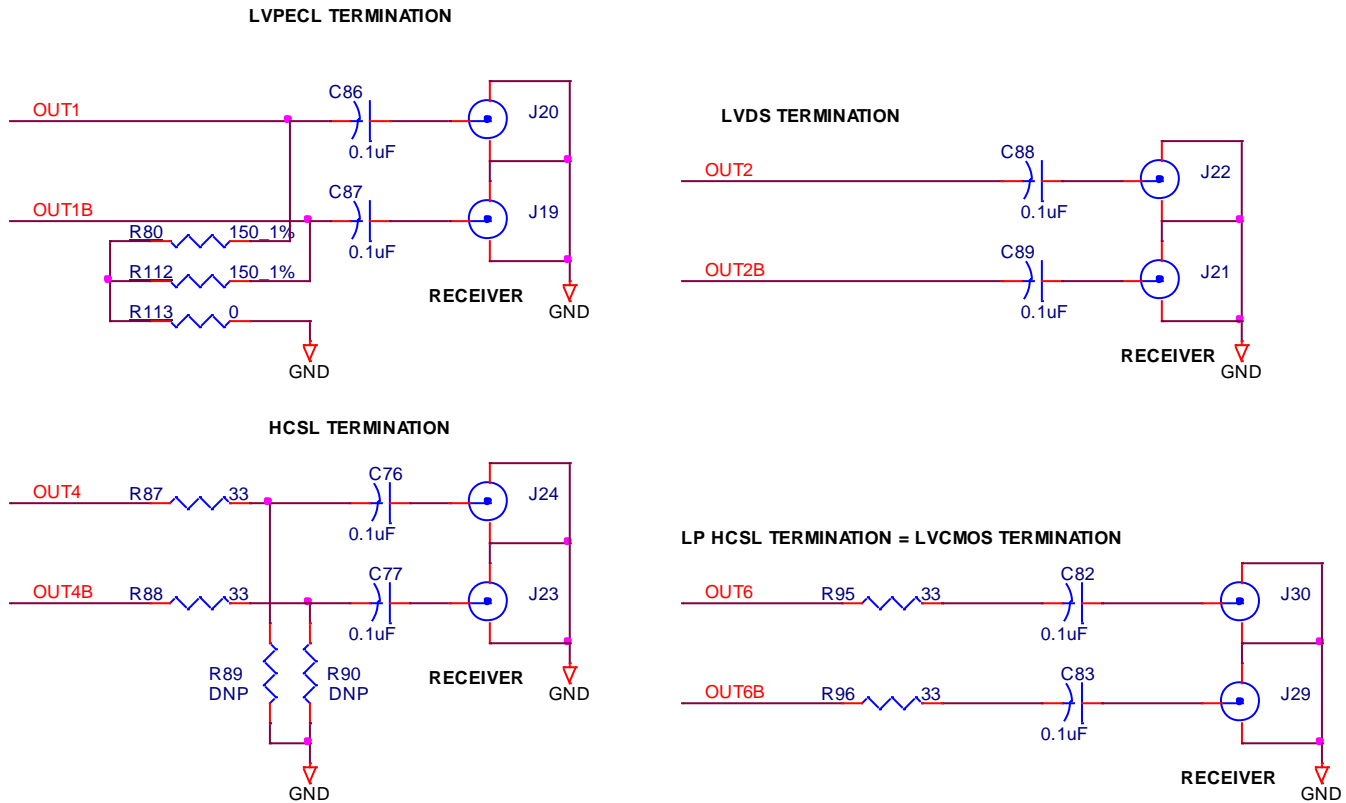 LVPECL TERMINATION
OUT1
C86
0.1uF
J20
OUT1B
C87
0.1uF
J19
R80 150_1%
R112 150_1%
R113 0
GND
RECEIVER
GND
LVDS TERMINATION
OUT2
C88
0.1uF
J22
OUT2B
C89
0.1uF
J21
RECEIVER
GND
HCSL TERMINATION
OUT4
R87 33
C76
0.1uF
J24
OUT4B
R88 33
C77
0.1uF
J23
R89
DNP
R90
DNP
GND
RECEIVER
GND
LP HCSL TERMINATION = LVCMOS TERMINATION
OUT6
R95 33
C82
0.1uF
J30
OUT6B
R96 33
C83
0.1uF
J29
RECEIVER
GND